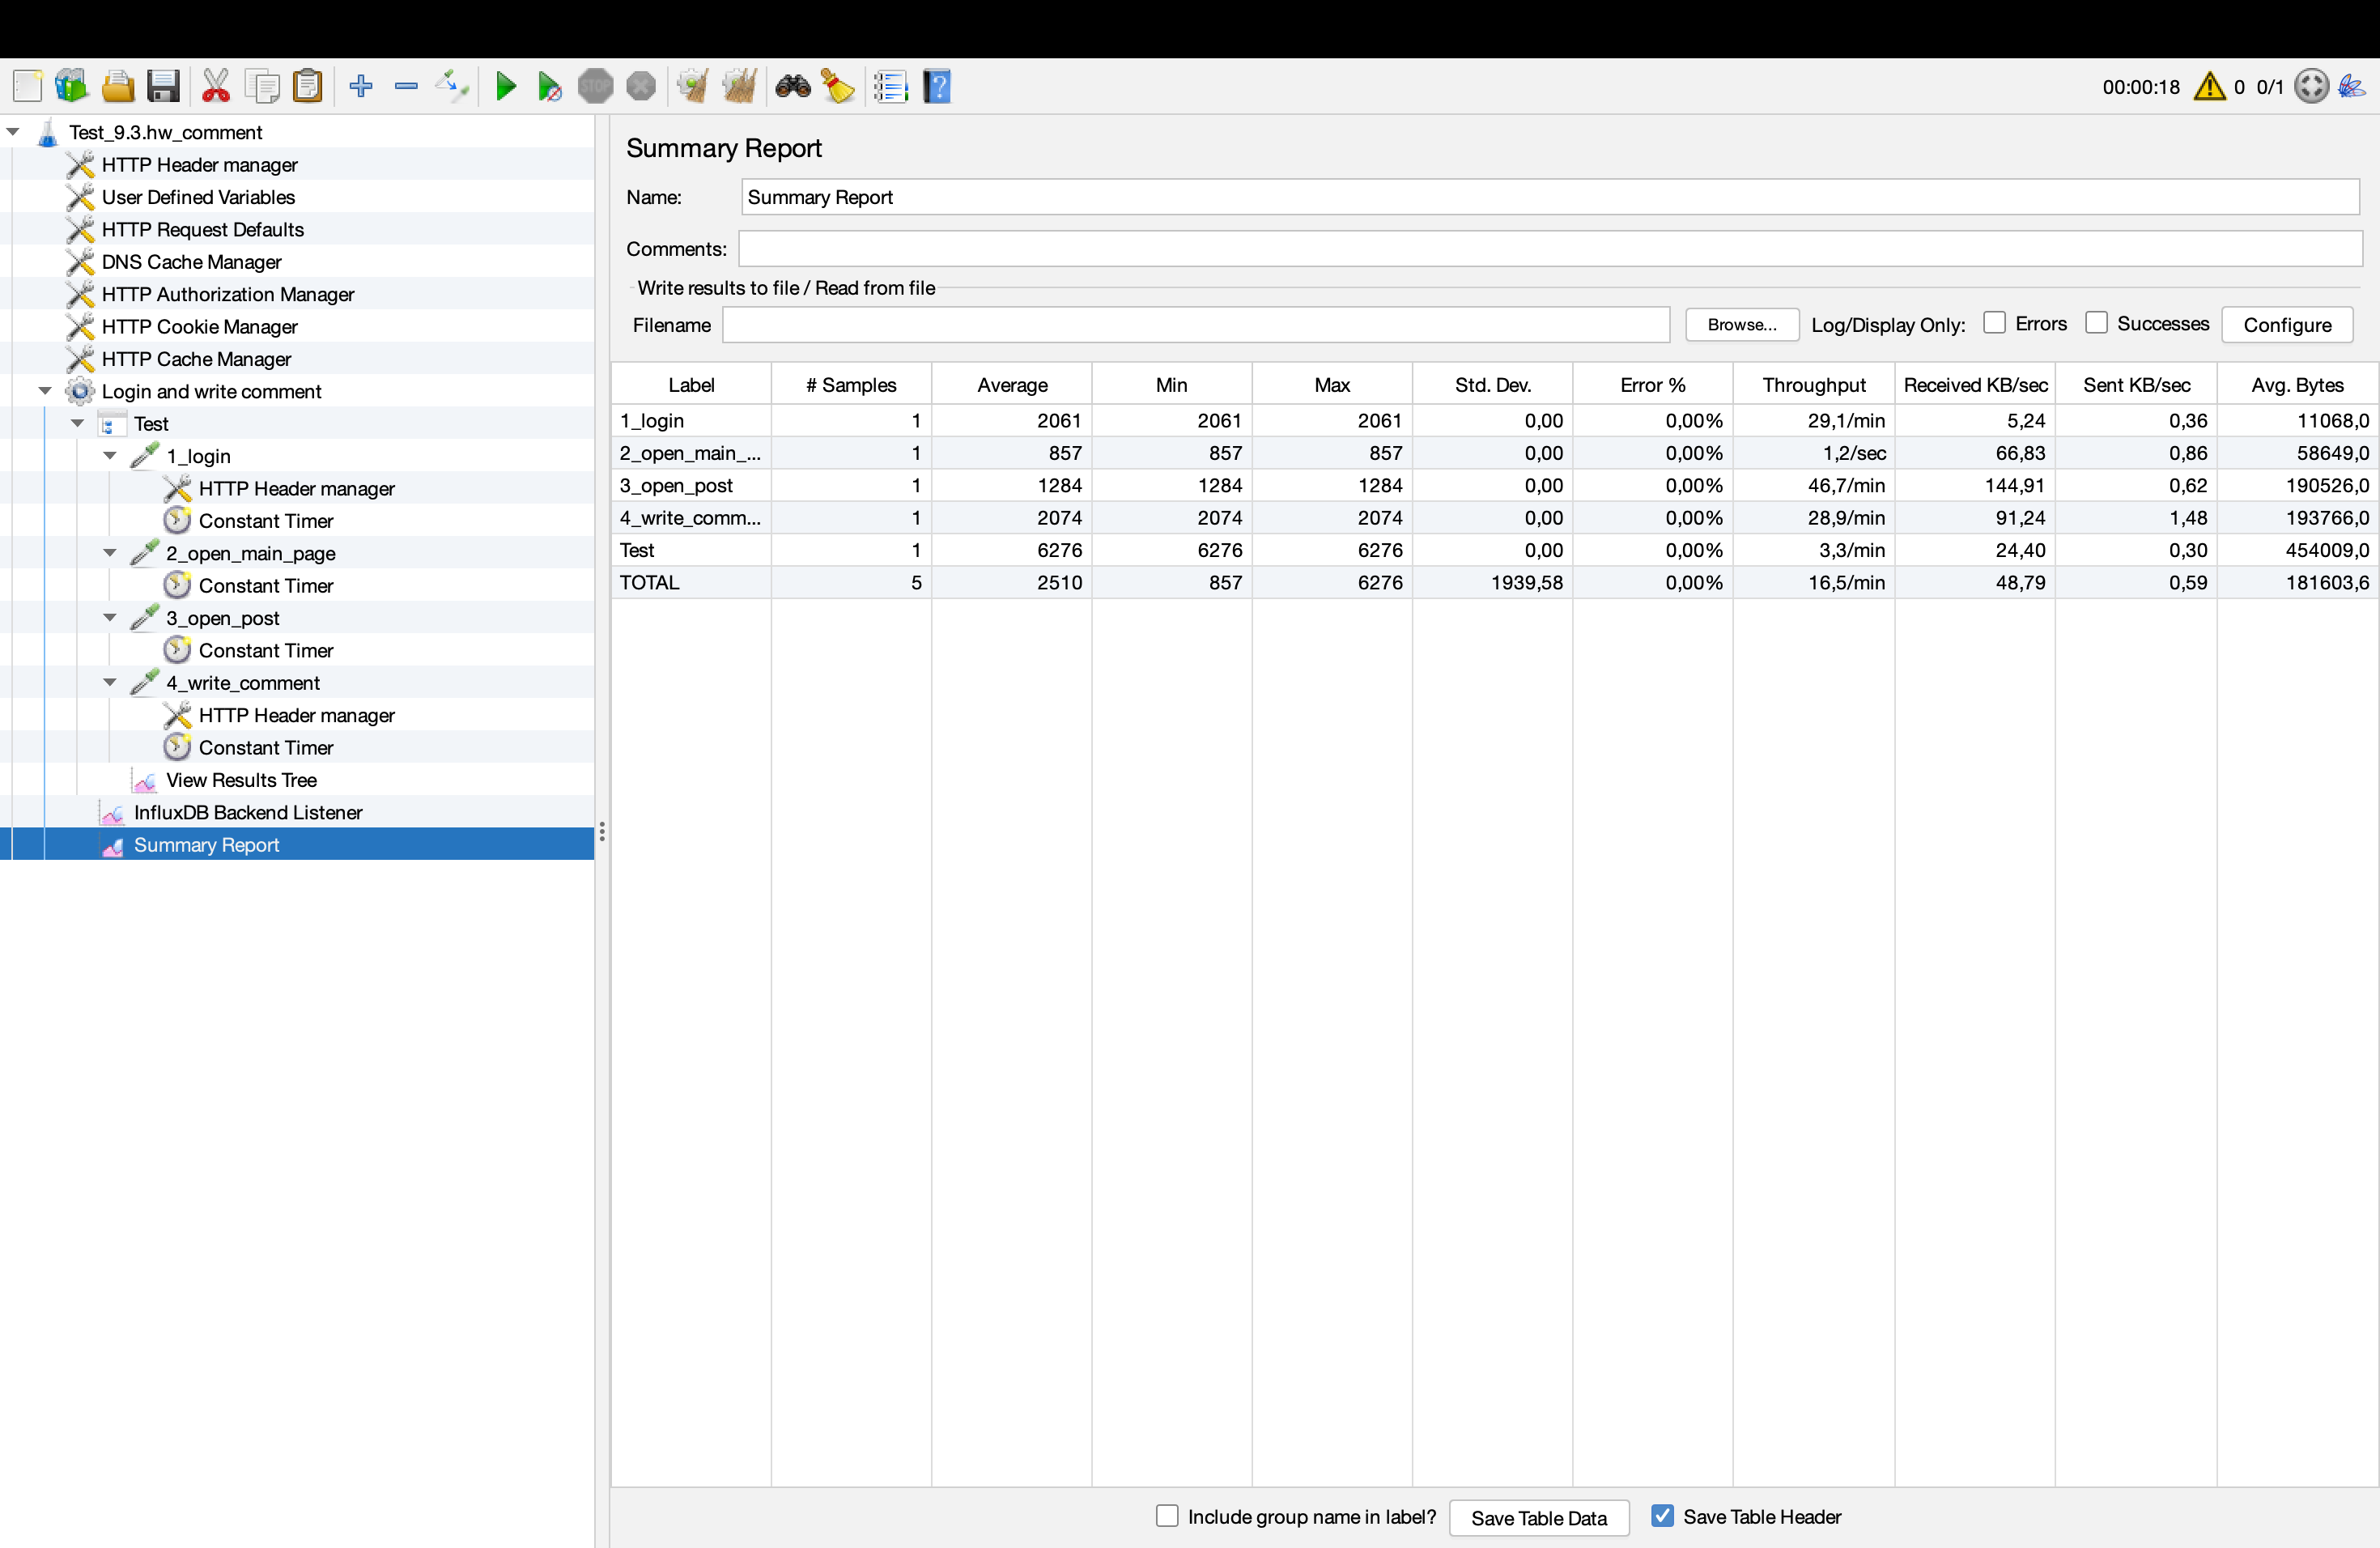 00:00:18 0 0/1
Test_9.3.hw_comment
HTTP Header manager
User Defined Variables
HTTP Request Defaults
DNS Cache Manager
HTTP Authorization Manager
HTTP Cookie Manager
HTTP Cache Manager
Login and write comment
Test
1_login
HTTP Header manager
Constant Timer
2_open_main_page
Constant Timer
3_open_post
Constant Timer
4_write_comment
HTTP Header manager
Constant Timer
View Results Tree
InfluxDB Backend Listener
Summary Report
Summary Report
Name: Summary Report
Comments:
Write results to file / Read from file
Filename Browse... Log/Display Only: Errors Successes Configure
Label # Samples Average Min Max Std. Dev. Error % Throughput Received KB/sec Sent KB/sec Avg. Bytes
1_login 1 2061 2061 2061 0,00 0,00% 29,1/min 5,24 0,36 11068,0
2_open_main_... 1 857 857 857 0,00 0,00% 1,2/sec 66,83 0,86 58649,0
3_open_post 1 1284 1284 1284 0,00 0,00% 46,7/min 144,91 0,62 190526,0
4_write_comm... 1 2074 2074 2074 0,00 0,00% 28,9/min 91,24 1,48 193766,0
Test 1 6276 6276 6276 0,00 0,00% 3,3/min 24,40 0,30 454009,0
TOTAL 5 2510 857 6276 1939,58 0,00% 16,5/min 48,79 0,59 181603,6
Include group name in label? Save Table Data Save Table Header